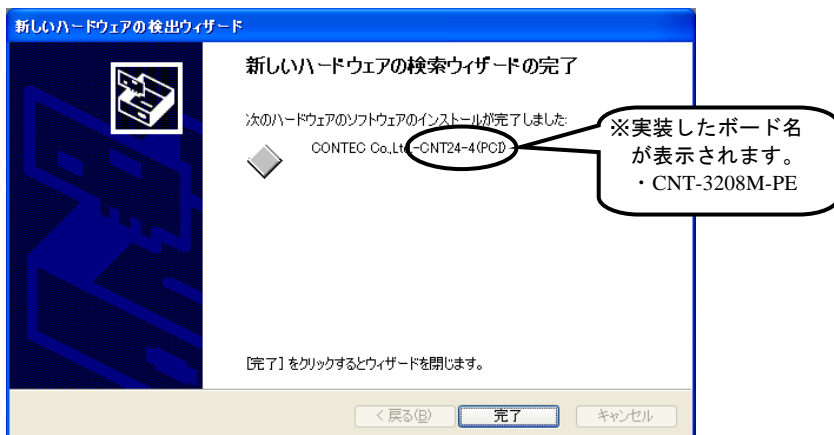 新しいハードウェアの検出ウィザード
新しいハードウェアの検索ウィザードの完了
次のハードウェアのソフトウェアのインストールが完了しました:
CONTEC Co.,Ltd.-CNT24-4(PCI)
※実装したボード名
が表示されます。
・CNT-3208M-PE
[完了] をクリックするとウィザードを閉じます。
< 戻る(B)
完了
キャンセル